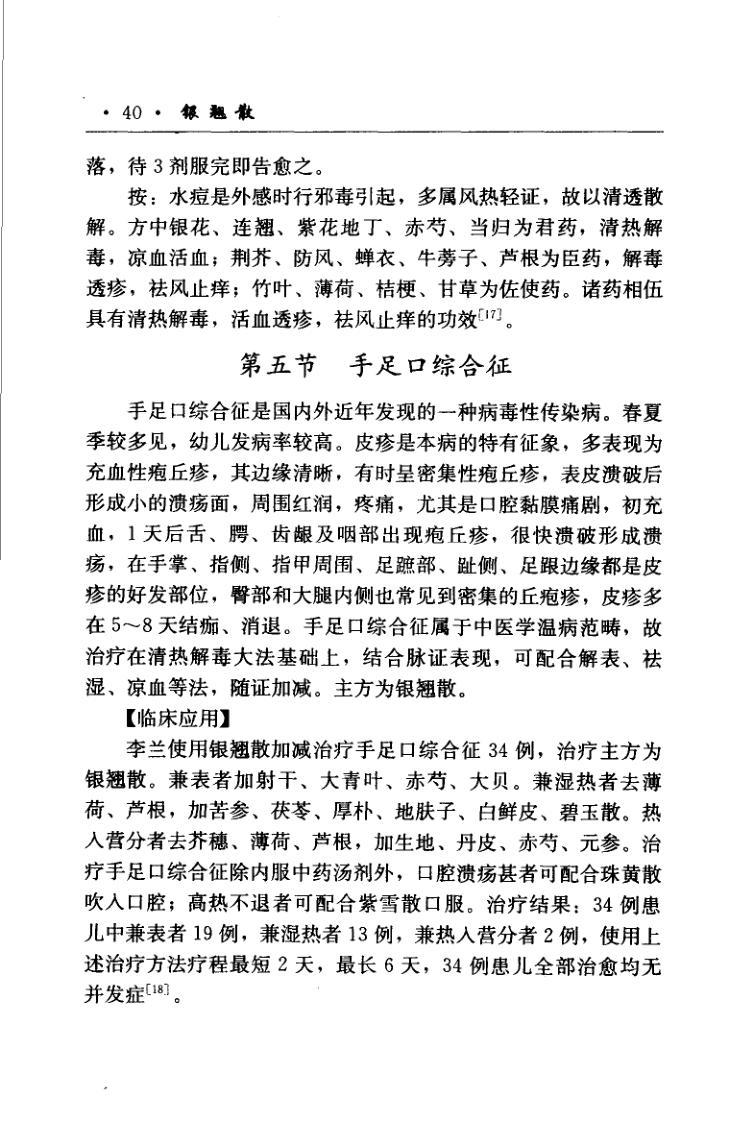 · 40 · 银翘散
落，待 3 剂服完即告愈之。
按：水痘是外感时行邪毒引起，多属风热轻证，故以清透散
解。方中银花、连翘、紫花地丁、赤芍、当归为君药，清热解
毒，凉血活血；荆芥、防风、蝉衣、牛蒡子、芦根为臣药，解毒
透疹，祛风止痒；竹叶、薄荷、桔梗、甘草为佐使药。诸药相伍
具有清热解毒，活血透疹，祛风止痒的功效[17]。
第五节　手足口综合征
手足口综合征是国内外近年发现的一种病毒性传染病。春夏
季较多见，幼儿发病率较高。皮疹是本病的特有征象，多表现为
充血性疱丘疹，其边缘清晰，有时呈密集性疱丘疹，表皮溃破后
形成小的溃疡面，周围红润，疼痛，尤其是口腔黏膜痛剧，初充
血，1 天后舌、腭、齿龈及咽部出现疱丘疹，很快溃破形成溃
疡，在手掌、指侧、指甲周围、足蹠部、趾侧、足跟边缘都是皮
疹的好发部位，臀部和大腿内侧也常见到密集的丘疱疹，皮疹多
在 5～8 天结痂、消退。手足口综合征属于中医学温病范畴，故
治疗在清热解毒大法基础上，结合脉证表现，可配合解表、祛
湿、凉血等法，随证加减。主方为银翘散。
【临床应用】
李兰使用银翘散加减治疗手足口综合征 34 例，治疗主方为
银翘散。兼表者加射干、大青叶、赤芍、大贝。兼湿热者去薄
荷、芦根，加苦参、茯苓、厚朴、地肤子、白鲜皮、碧玉散。热
入营分者去芥穗、薄荷、芦根，加生地、丹皮、赤芍、元参。治
疗手足口综合征除内服中药汤剂外，口腔溃疡甚者可配合珠黄散
吹入口腔；高热不退者可配合紫雪散口服。治疗结果：34 例患
儿中兼表者 19 例，兼湿热者 13 例，兼热入营分者 2 例，使用上
述治疗方法疗程最短 2 天，最长 6 天，34 例患儿全部治愈均无
并发症[18]。